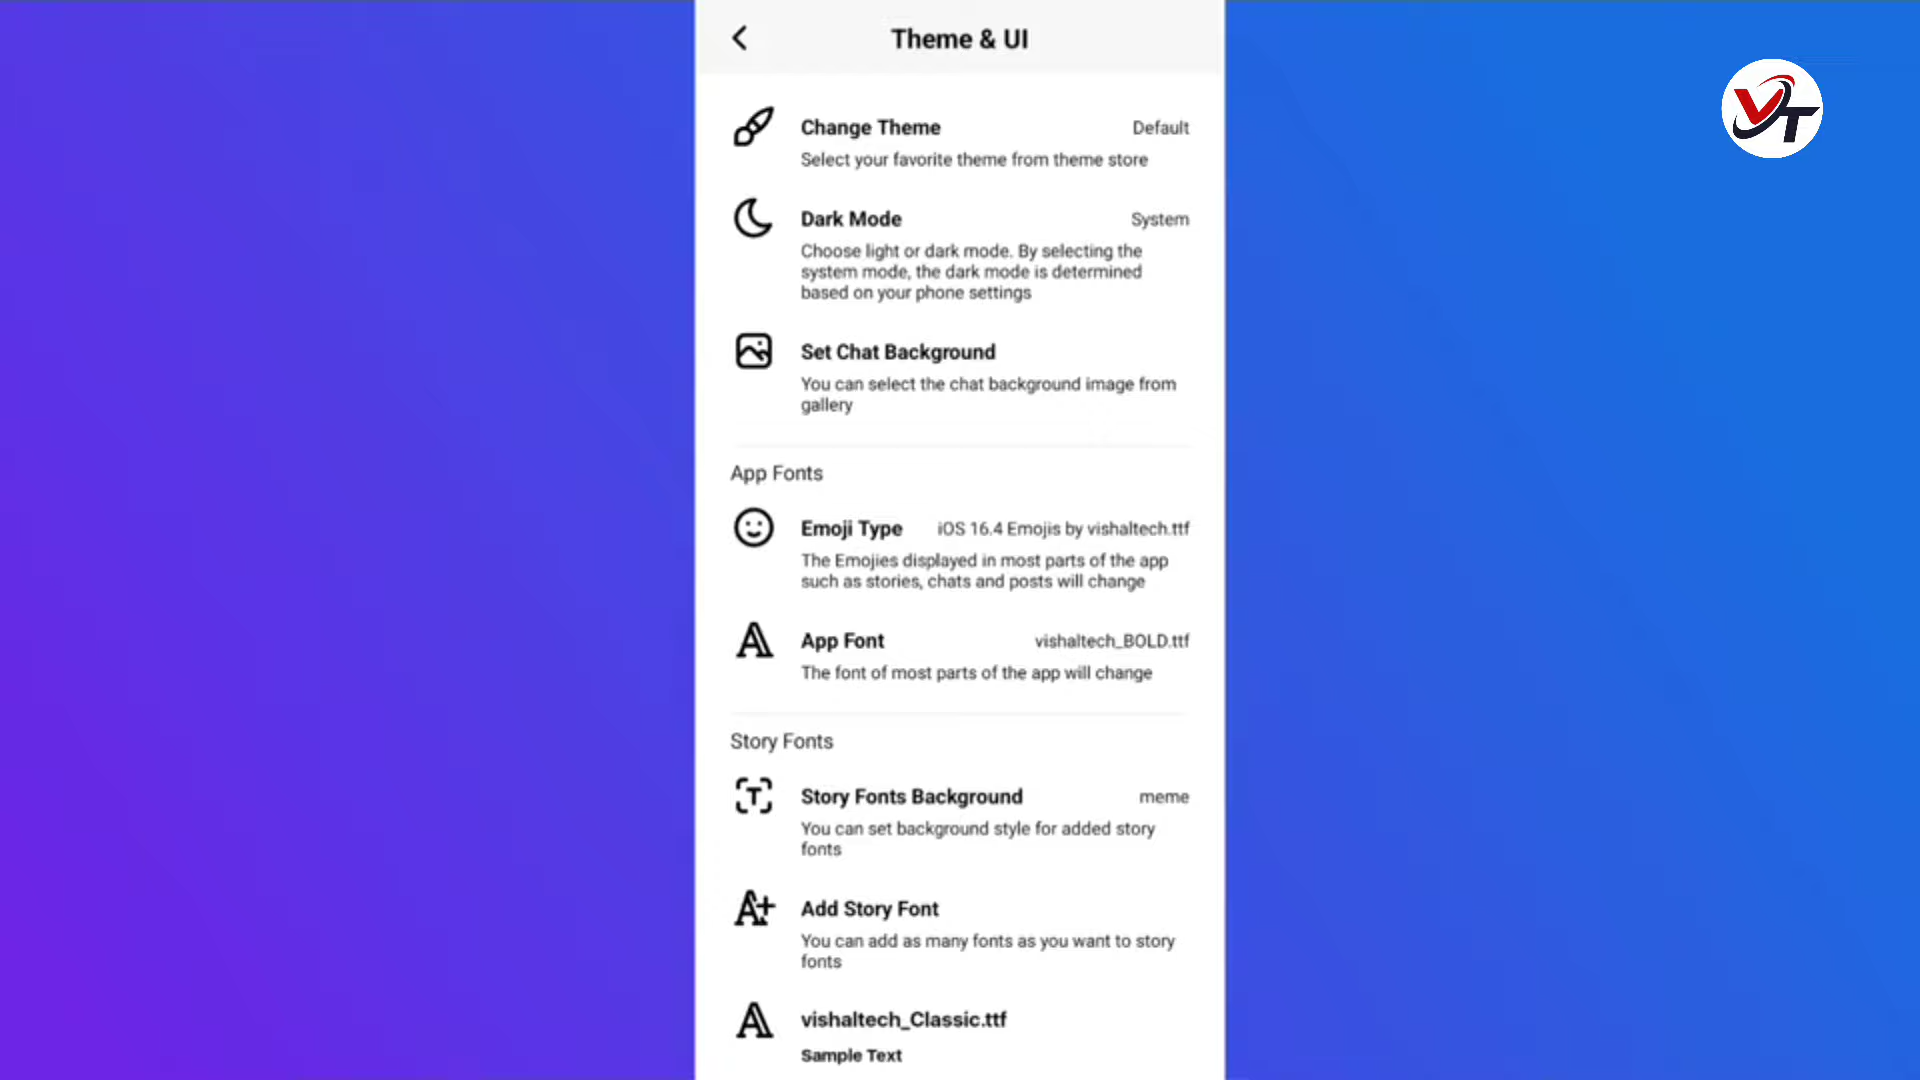 Theme & UI
VT
Change Theme Default
Select your favorite theme from theme store
Dark Mode System
Choose light or dark mode. By selecting the
system mode, the dark mode is determined
based on your phone settings
Set Chat Background
You can select the chat background image from
gallery
App Fonts
Emoji Type iOS 16.4 Emojis by vishaltech.ttf
The Emojies displayed in most parts of the app
such as stories, chats and posts will change
App Font vishaltech_BOLD.ttf
The font of most parts of the app will change
Story Fonts
Story Fonts Background meme
You can set background style for added story
fonts
Add Story Font
You can add as many fonts as you want to story
fonts
vishaltech_Classic.ttf
Sample Text